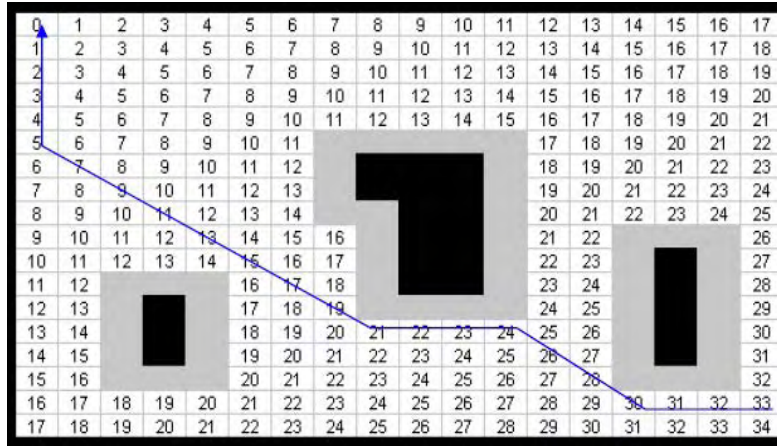 0 1 2 3 4 5 6 7 8 9 10 11 12 13 14 15 16 17
1 2 3 4 5 6 7 8 9 10 11 12 13 14 15 16 17 18
2 3 4 5 6 7 8 9 10 11 12 13 14 15 16 17 18 19
3 4 5 6 7 8 9 10 11 12 13 14 15 16 17 18 19 20
4 5 6 7 8 9 10 11 12 13 14 15 16 17 18 19 20 21
5 6 7 8 9 10 11 17 18 19 20 21 22
6 7 8 9 10 11 12 18 19 20 21 22 23
7 8 9 10 11 12 13 19 20 21 22 23 24
8 9 10 11 12 13 14 20 21 22 23 24 25
9 10 11 12 13 14 15 16 21 22 26
10 11 12 13 14 15 16 17 22 23 27
11 12 16 17 18 23 24 28
12 13 17 18 19 24 25 29
13 14 18 19 20 21 22 23 24 25 26 30
14 15 19 20 21 22 23 24 25 26 27 31
15 16 20 21 22 23 24 25 26 27 28 32
16 17 18 19 20 21 22 23 24 25 26 27 28 29 30 31 32 33
17 18 19 20 21 22 23 24 25 26 27 28 29 30 31 32 33 34